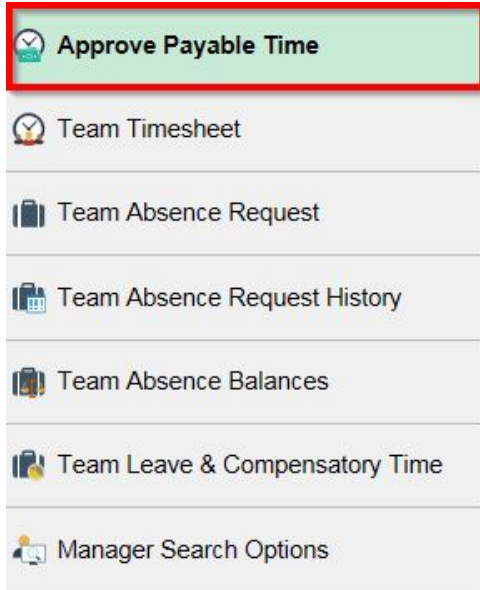 Approve Payable Time
Team Timesheet
Team Absence Request
Team Absence Request History
Team Absence Balances
Team Leave & Compensatory Time
Manager Search Options